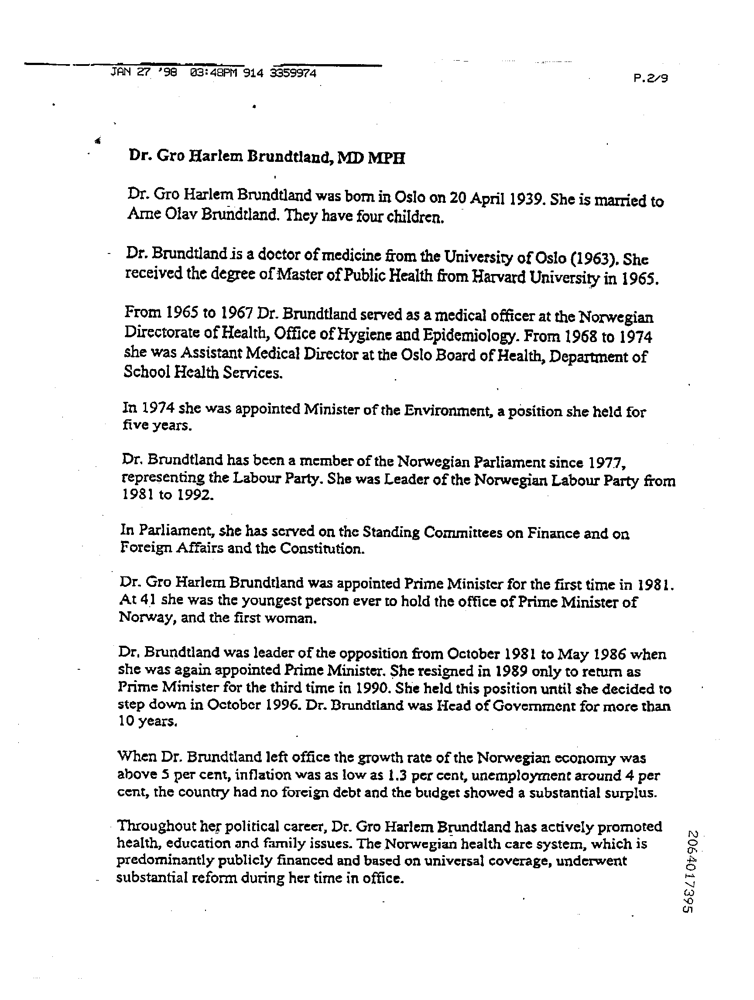 JAN 27 '98 03:48PM 914 3359974
P.2/9
Dr. Gro Harlem Brundtland, MD MPH
Dr. Gro Harlem Brundtland was born in Oslo on 20 April 1939. She is married to
Arne Olav Brundtland. They have four children.
Dr. Brundtland is a doctor of medicine from the University of Oslo (1963). She
received the degree of Master of Public Health from Harvard University in 1965.
From 1965 to 1967 Dr. Brundtland served as a medical officer at the Norwegian
Directorate of Health, Office of Hygiene and Epidemiology. From 1968 to 1974
she was Assistant Medical Director at the Oslo Board of Health, Department of
School Health Services.
In 1974 she was appointed Minister of the Environment, a position she held for
five years.
Dr. Brundtland has been a member of the Norwegian Parliament since 1977,
representing the Labour Party. She was Leader of the Norwegian Labour Party from
1981 to 1992.
In Parliament, she has served on the Standing Committees on Finance and on
Foreign Affairs and the Constitution.
Dr. Gro Harlem Brundtland was appointed Prime Minister for the first time in 1981.
At 41 she was the youngest person ever to hold the office of Prime Minister of
Norway, and the first woman.
Dr. Brundtland was leader of the opposition from October 1981 to May 1986 when
she was again appointed Prime Minister. She resigned in 1989 only to return as
Prime Minister for the third time in 1990. She held this position until she decided to
step down in October 1996. Dr. Brundtland was Head of Government for more than
10 years.
When Dr. Brundtland left office the growth rate of the Norwegian economy was
above 5 per cent, inflation was as low as 1.3 per cent, unemployment around 4 per
cent, the country had no foreign debt and the budget showed a substantial surplus.
Throughout her political career, Dr. Gro Harlem Brundtland has actively promoted
health, education and family issues. The Norwegian health care system, which is
predominantly publicly financed and based on universal coverage, underwent
substantial reform during her time in office.
2064017395